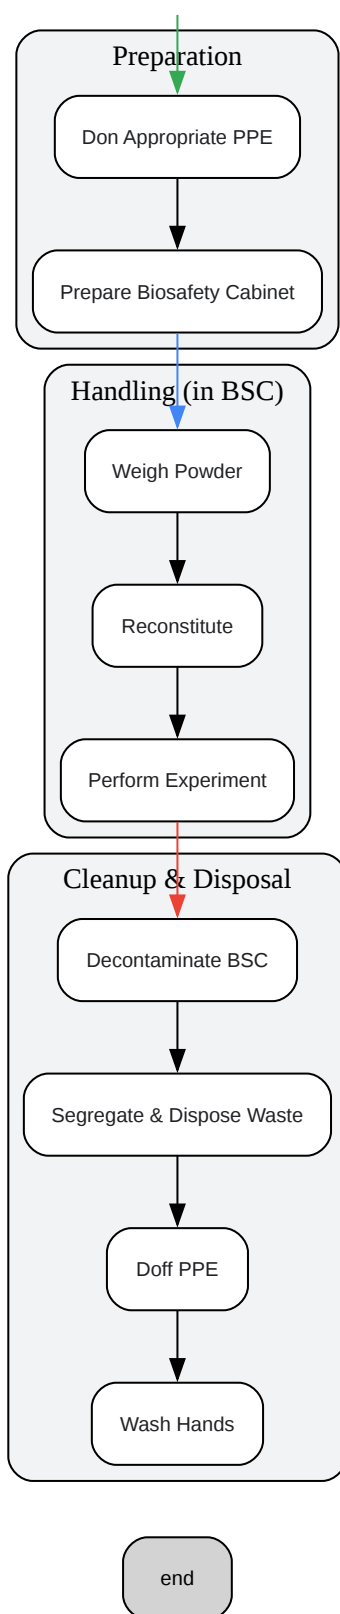 Preparation
Don Appropriate PPE
Prepare Biosafety Cabinet
Handling (in BSC)
Weigh Powder
Reconstitute
Perform Experiment
Cleanup & Disposal
Decontaminate BSC
Segregate & Dispose Waste
Doff PPE
Wash Hands
end